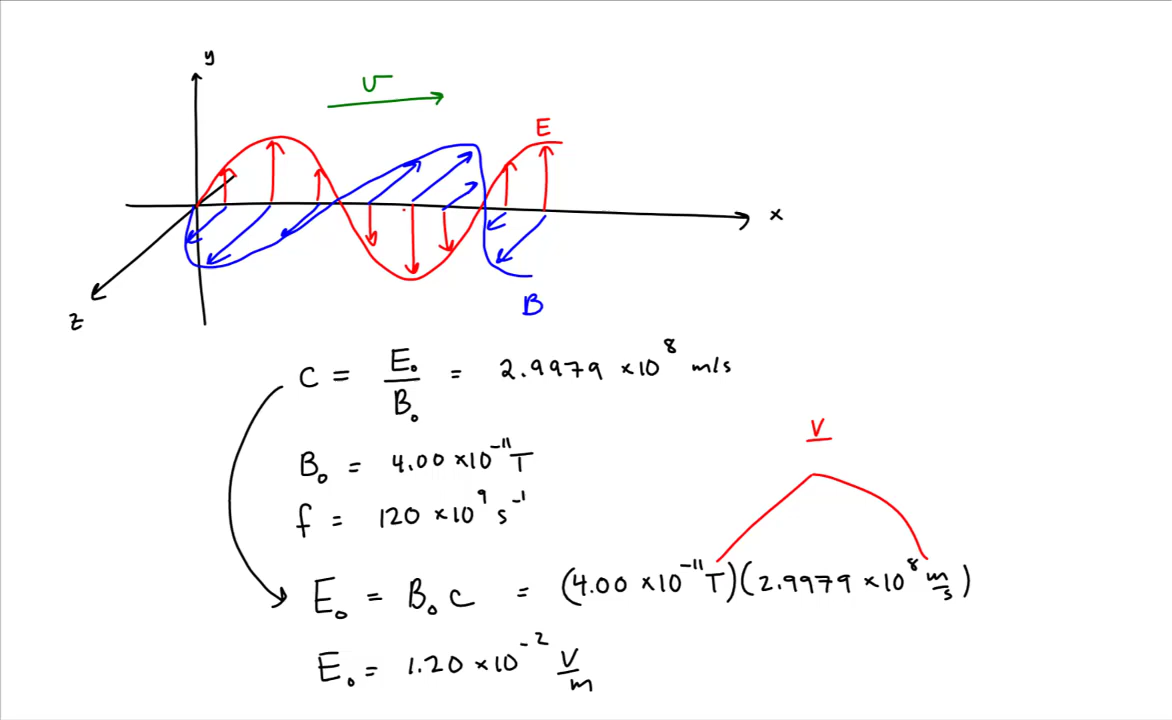 y
v
E
x
z
B
c = E₀/B₀ = 2.9979 ×10⁸ m/s
V
B₀ = 4.00 ×10⁻¹¹ T
f = 120 ×10⁹ s⁻¹
E₀ = B₀ c = (4.00 ×10⁻¹¹ T)(2.9979 ×10⁸ m/s)
E₀ = 1.20 ×10⁻² V/m